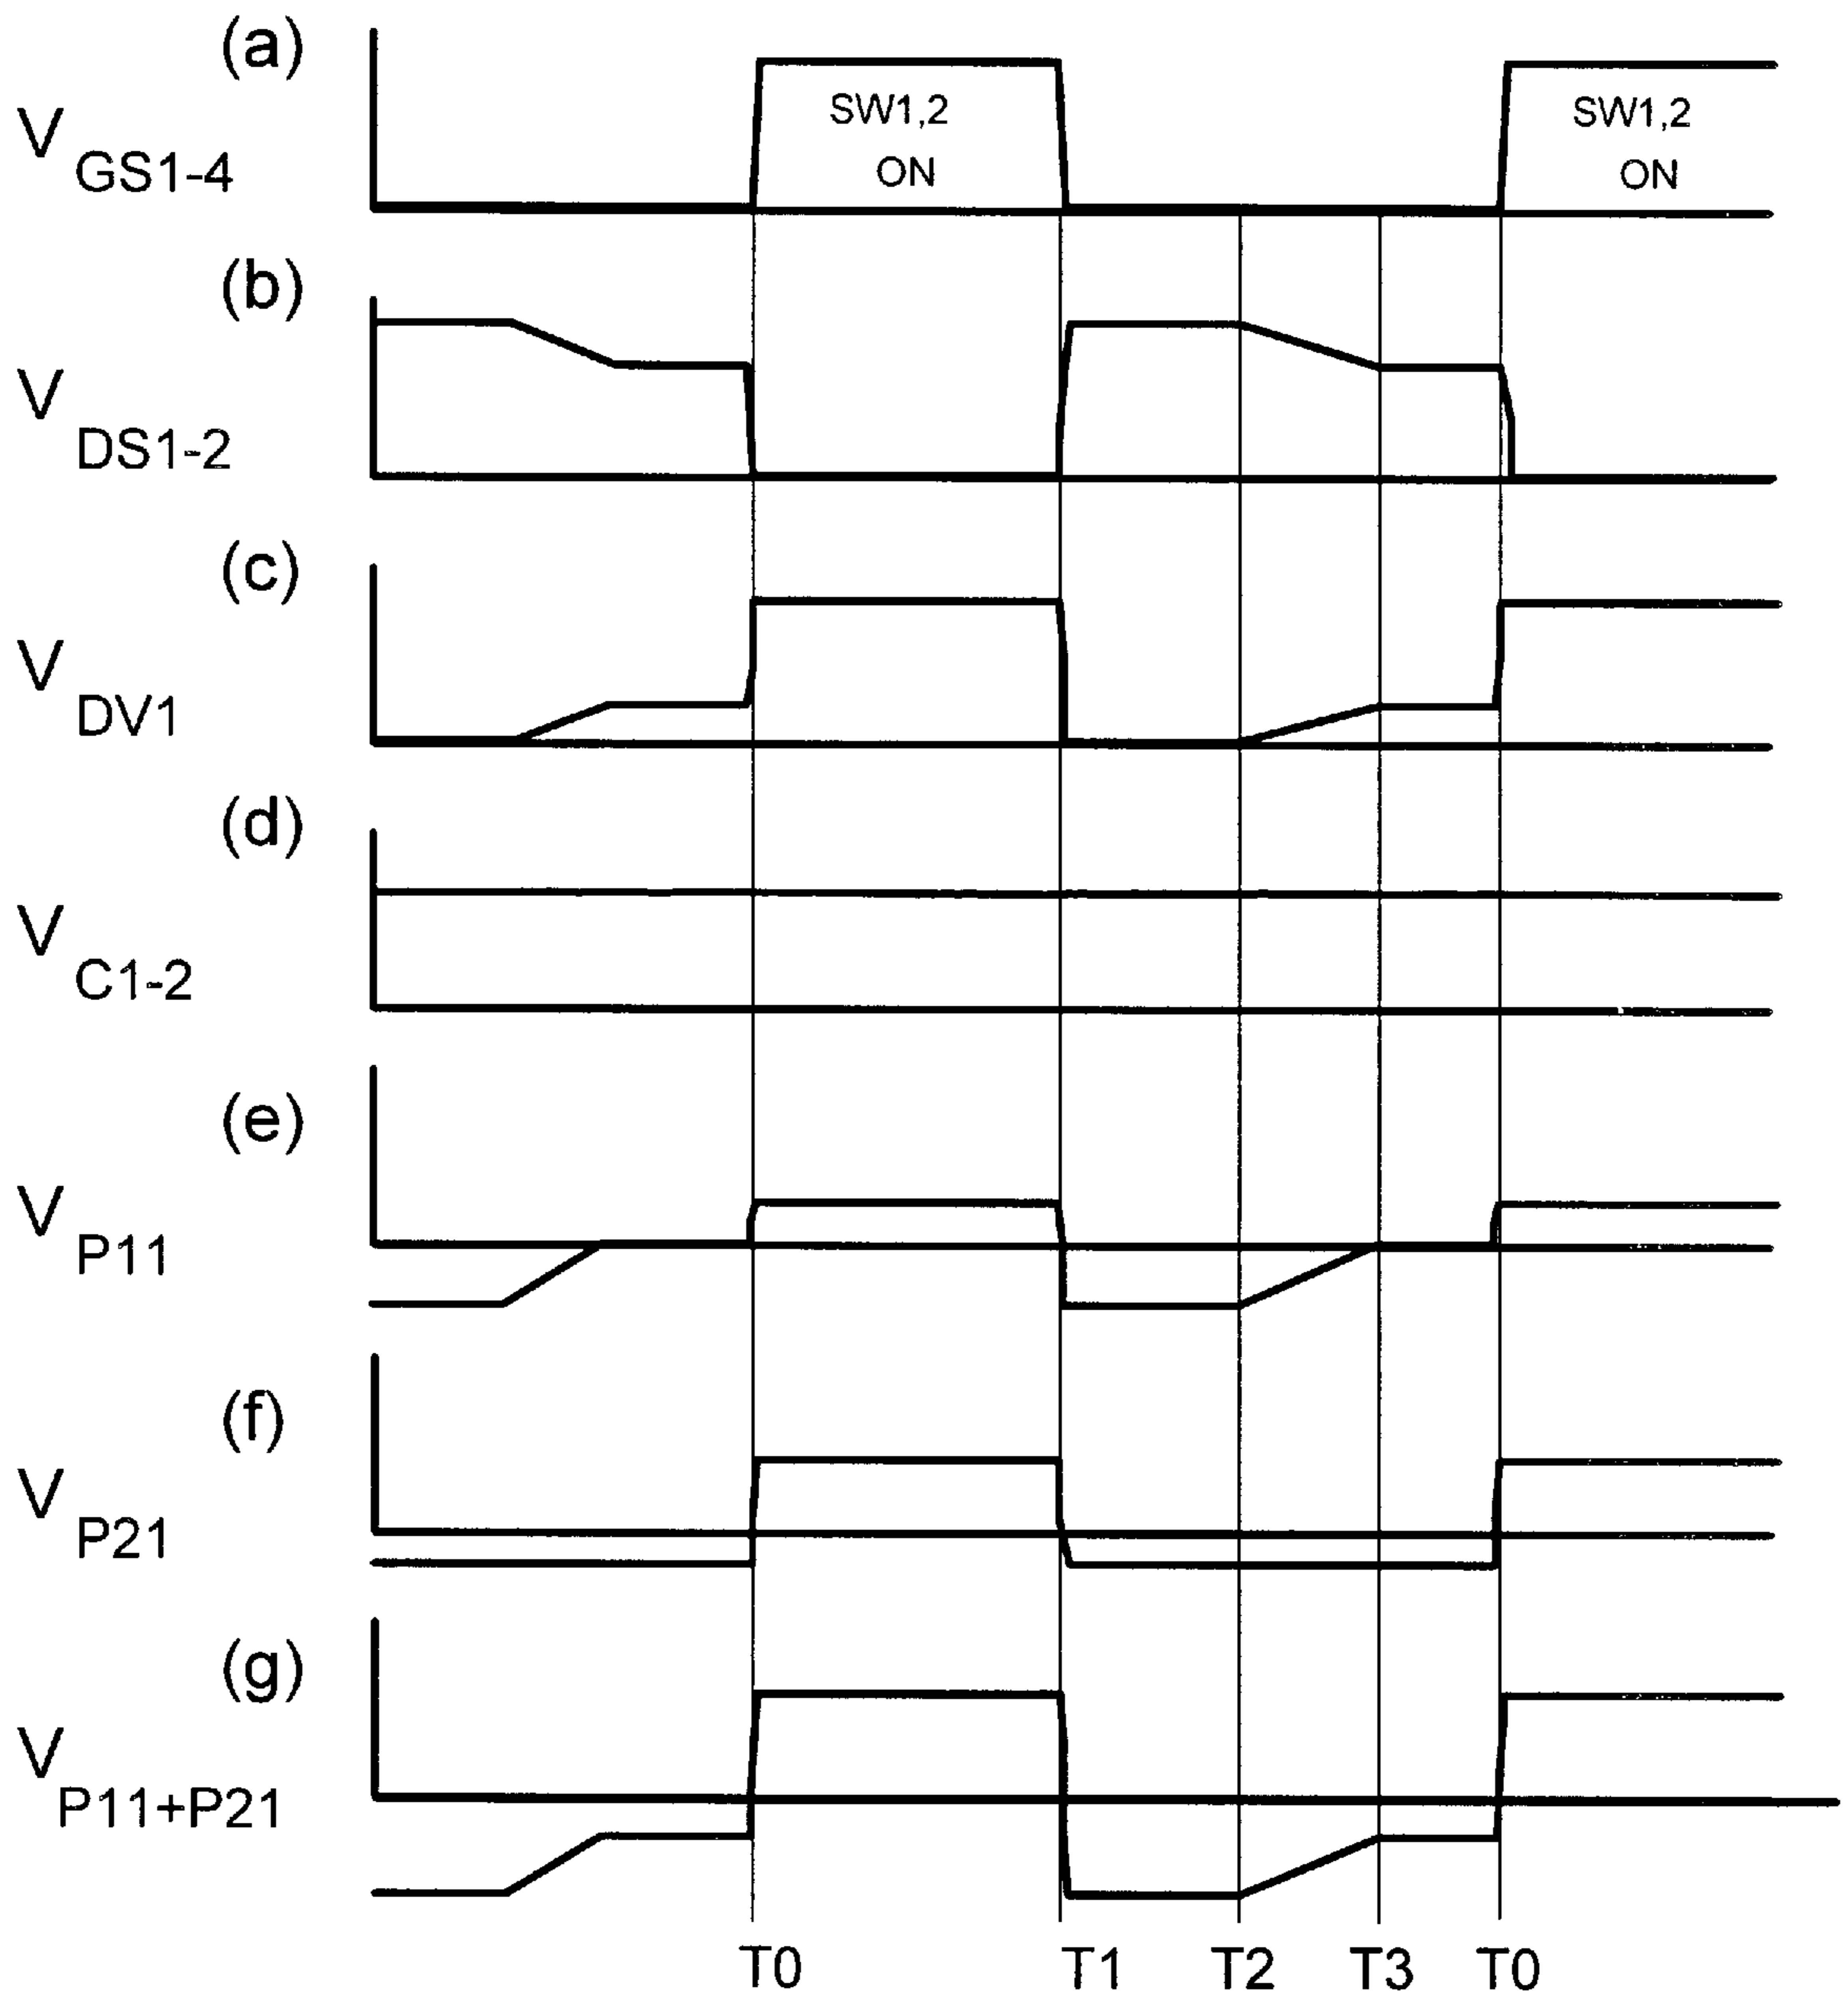 (a)
V GS1-4
SW1,2
ON
SW1,2
ON
(b)
V DS1-2
(c)
V DV1
(d)
V C1-2
(e)
V P11
(f)
V P21
(g)
V P11+P21
T0 T1 T2 T3 T0